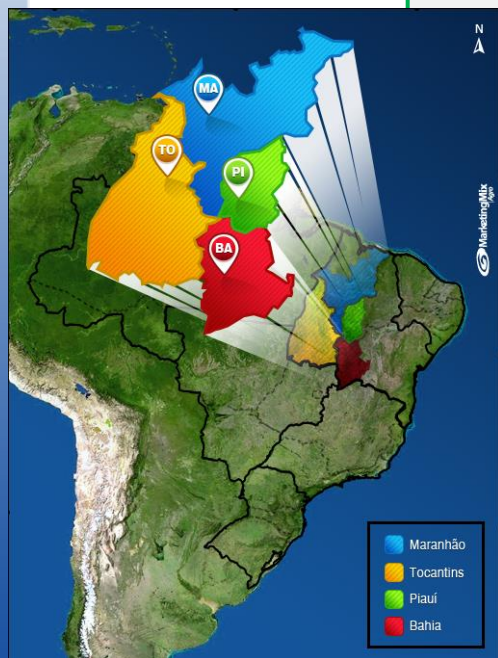 N
MA
TO
PI
BA
MarketingMix
Agro
Maranhão
Tocantins
Piauí
Bahia